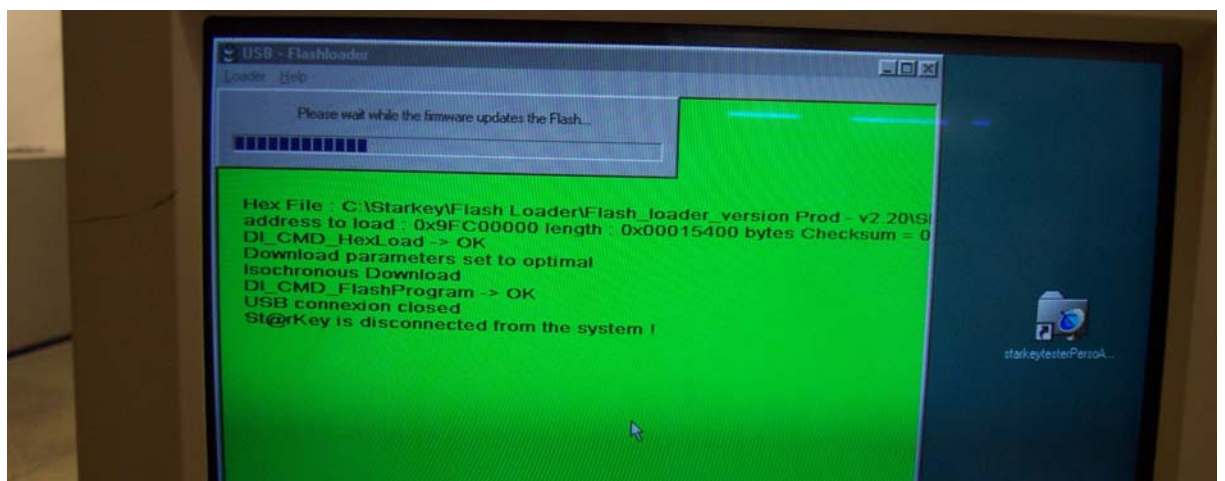 USB - Flashloader
Loader Help
Please wait while the firmware updates the Flash...
Hex File : C:\Starkey\Flash Loader\Flash_loader_version Prod - v2.20\S
address to load : 0x9FC00000 length : 0x00015400 bytes Checksum = 0
DI_CMD_HexLoad -> OK
Download parameters set to optimal
Isochronous Download
DI_CMD_FlashProgram -> OK
USB connexion closed
St@rKey is disconnected from the system !
starkeytesterPersoA...